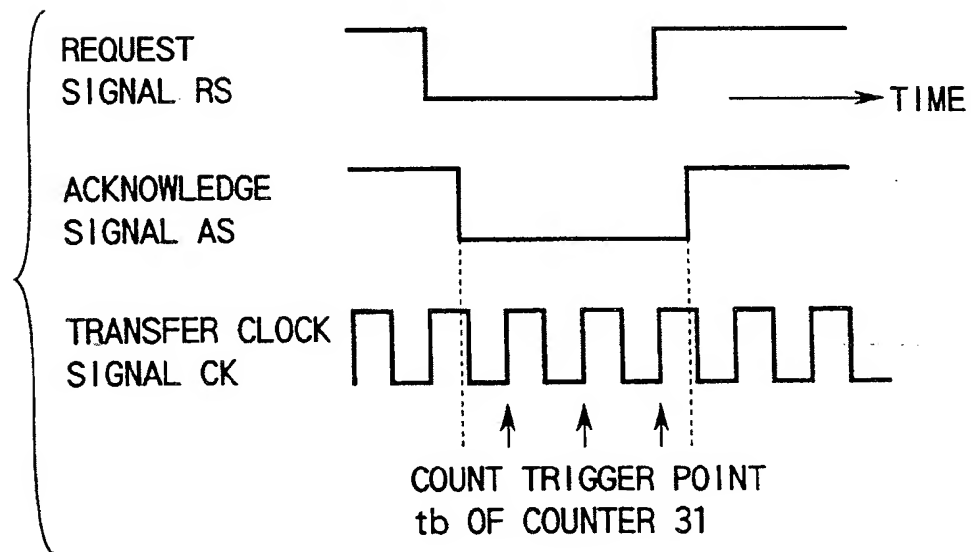 REQUEST
SIGNAL RS
TIME
ACKNOWLEDGE
SIGNAL AS
TRANSFER CLOCK
SIGNAL CK
COUNT TRIGGER POINT
tb OF COUNTER 31